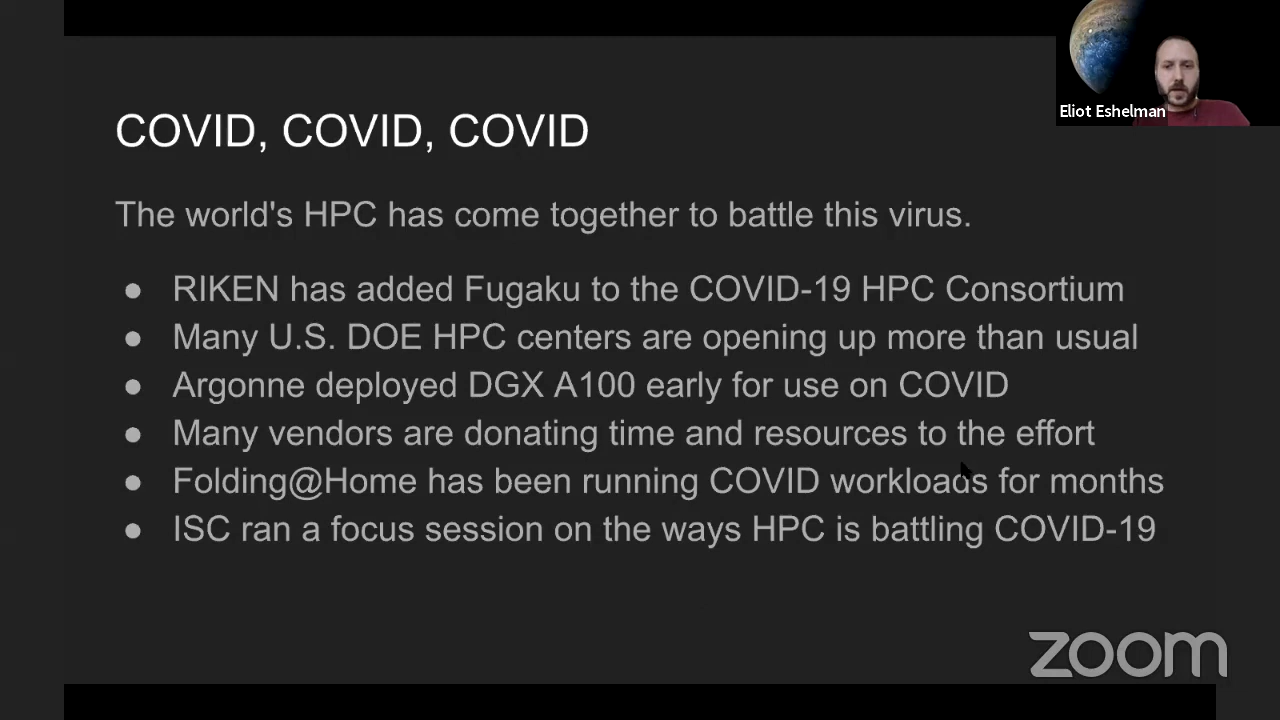 Eliot Eshelman
COVID, COVID, COVID
The world's HPC has come together to battle this virus.
● RIKEN has added Fugaku to the COVID-19 HPC Consortium
● Many U.S. DOE HPC centers are opening up more than usual
● Argonne deployed DGX A100 early for use on COVID
● Many vendors are donating time and resources to the effort
● Folding@Home has been running COVID workloads for months
● ISC ran a focus session on the ways HPC is battling COVID-19
zoom